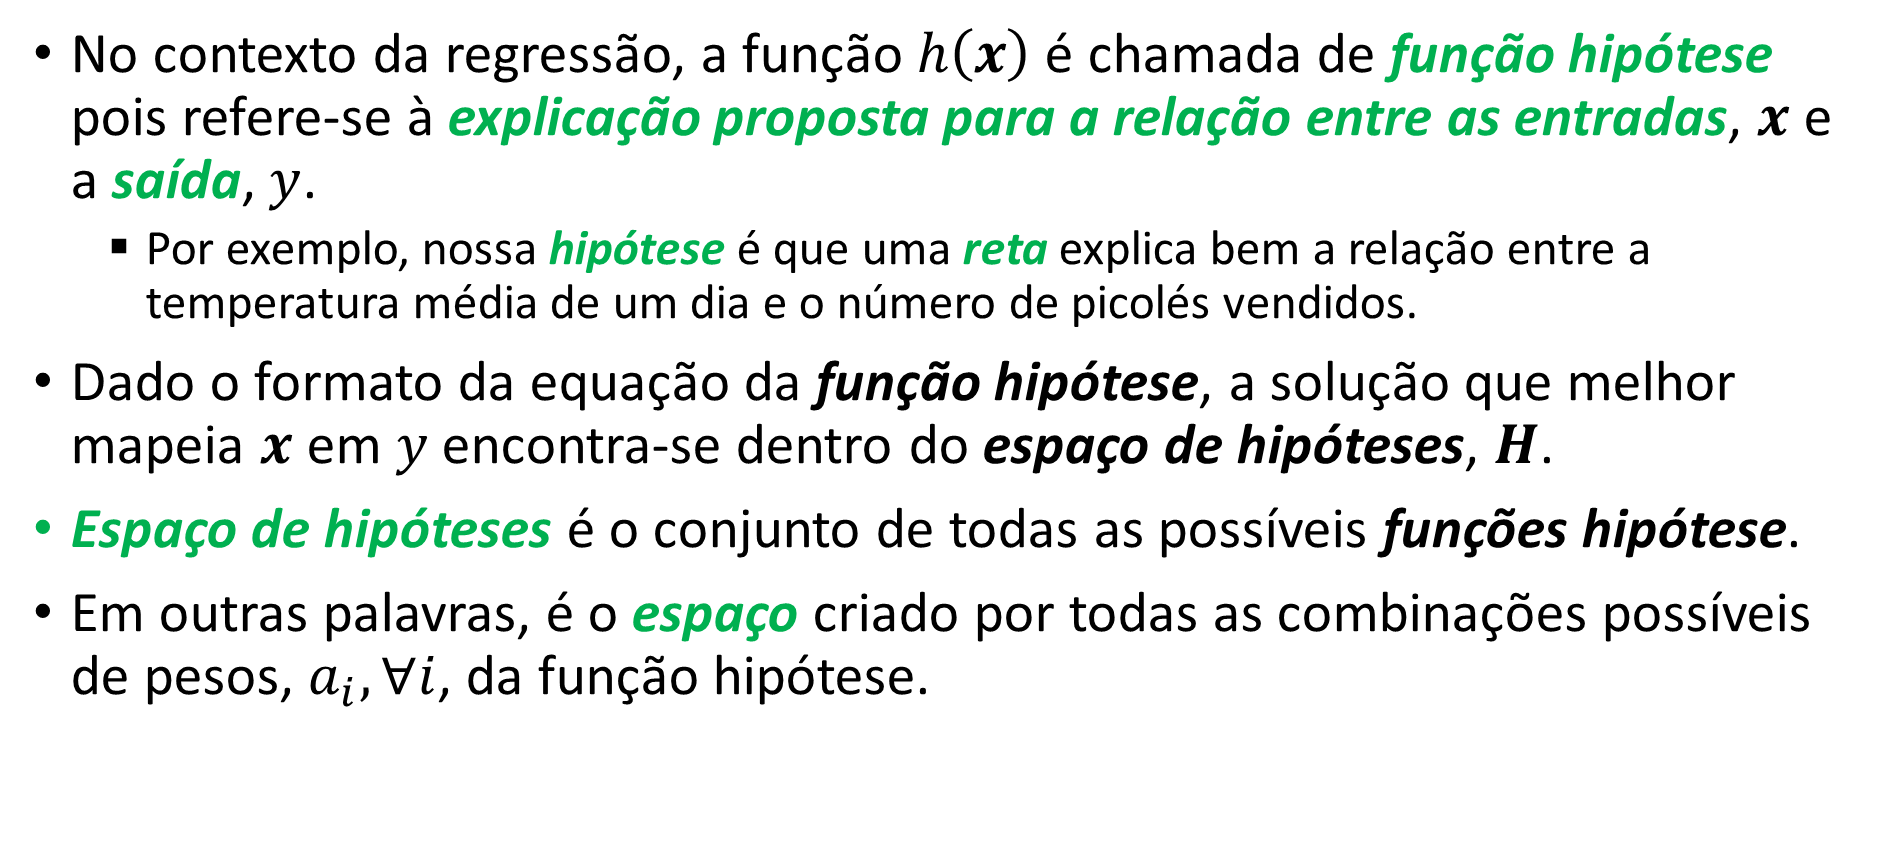 • No contexto da regressão, a função ℎ(𝒙) é chamada de função hipótese
pois refere-se à explicação proposta para a relação entre as entradas, 𝒙 e
a saída, 𝑦.
▪ Por exemplo, nossa hipótese é que uma reta explica bem a relação entre a
temperatura média de um dia e o número de picolés vendidos.
• Dado o formato da equação da função hipótese, a solução que melhor
mapeia 𝒙 em 𝑦 encontra-se dentro do espaço de hipóteses, 𝑯.
• Espaço de hipóteses é o conjunto de todas as possíveis funções hipótese.
• Em outras palavras, é o espaço criado por todas as combinações possíveis
de pesos, 𝑎ᵢ, ∀𝑖, da função hipótese.